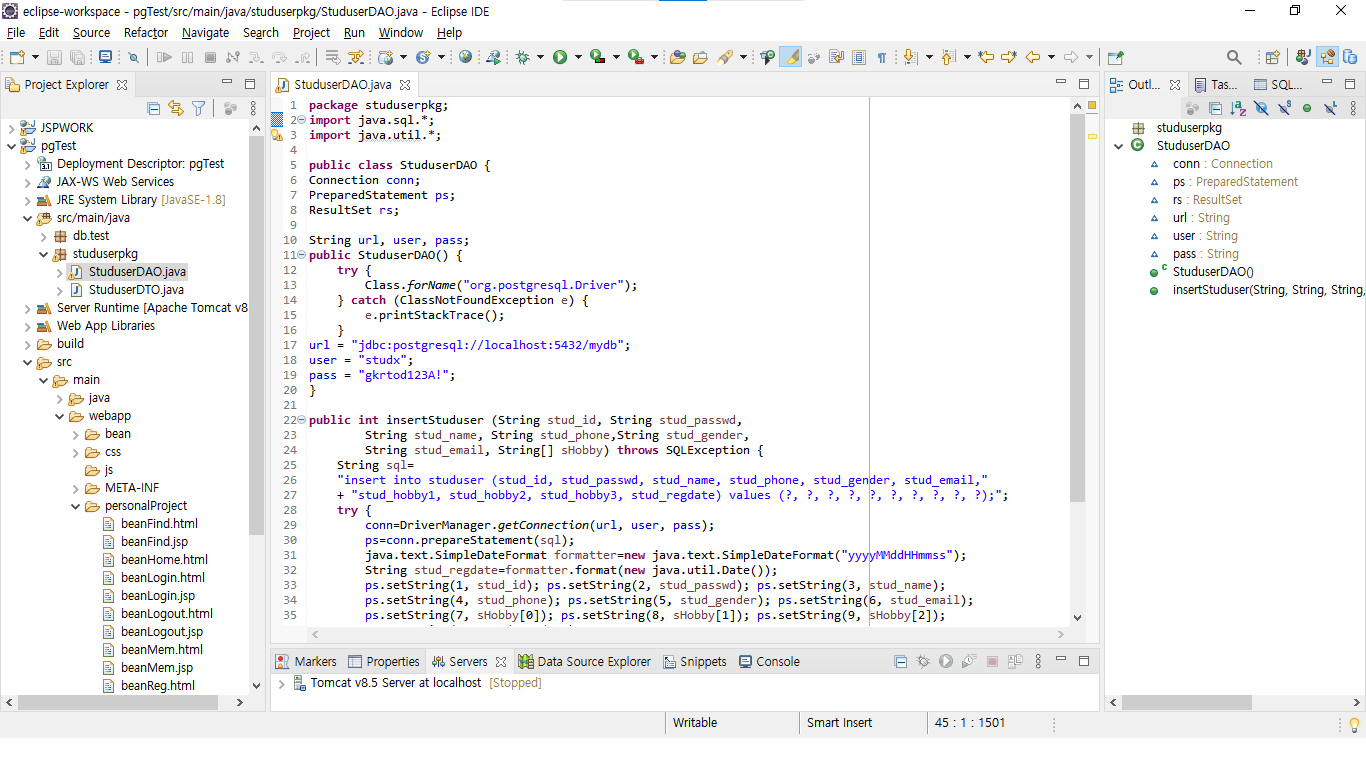 eclipse-workspace - pgTest/src/main/java/studuserpkg/StuduserDAO.java - Eclipse IDE
File Edit Source Refactor Navigate Search Project Run Window Help
Project Explorer
JSPWORK
pgTest
Deployment Descriptor: pgTest
JAX-WS Web Services
JRE System Library [JavaSE-1.8]
src/main/java
db.test
studuserpkg
StuduserDAO.java
StuduserDTO.java
Server Runtime [Apache Tomcat v8
Web App Libraries
build
src
main
java
webapp
bean
css
js
META-INF
personalProject
beanFind.html
beanFind.jsp
beanHome.html
beanLogin.html
beanLogin.jsp
beanLogout.html
beanLogout.jsp
beanMem.html
beanMem.jsp
beanReg.html
StuduserDAO.java
1 package studuserpkg;
2 import java.sql.*;
3 import java.util.*;
4
5 public class StuduserDAO {
6 Connection conn;
7 PreparedStatement ps;
8 ResultSet rs;
9
10 String url, user, pass;
11 public StuduserDAO() {
12 try {
13 Class.forName("org.postgresql.Driver");
14 } catch (ClassNotFoundException e) {
15 e.printStackTrace();
16 }
17 url = "jdbc:postgresql://localhost:5432/mydb";
18 user = "studx";
19 pass = "gkrtod123A!";
20 }
21
22 public int insertStuduser (String stud_id, String stud_passwd,
23 String stud_name, String stud_phone,String stud_gender,
24 String stud_email, String[] sHobby) throws SQLException {
25 String sql=
26 "insert into studuser (stud_id, stud_passwd, stud_name, stud_phone, stud_gender, stud_email,"
27 + "stud_hobby1, stud_hobby2, stud_hobby3, stud_regdate) values (?, ?, ?, ?, ?, ?, ?, ?, ?, ?);";
28 try {
29 conn=DriverManager.getConnection(url, user, pass);
30 ps=conn.prepareStatement(sql);
31 java.text.SimpleDateFormat formatter=new java.text.SimpleDateFormat("yyyyMMddHHmmss");
32 String stud_regdate=formatter.format(new java.util.Date());
33 ps.setString(1, stud_id); ps.setString(2, stud_passwd); ps.setString(3, stud_name);
34 ps.setString(4, stud_phone); ps.setString(5, stud_gender); ps.setString(6, stud_email);
35 ps.setString(7, sHobby[0]); ps.setString(8, sHobby[1]); ps.setString(9, sHobby[2]);
Outl... Tas... SQL...
studuserpkg
StuduserDAO
conn : Connection
ps : PreparedStatement
rs : ResultSet
url : String
user : String
pass : String
StuduserDAO()
insertStuduser(String, String, String,
Markers Properties Servers Data Source Explorer Snippets Console
Tomcat v8.5 Server at localhost [Stopped]
Writable Smart Insert 45 : 1 : 1501